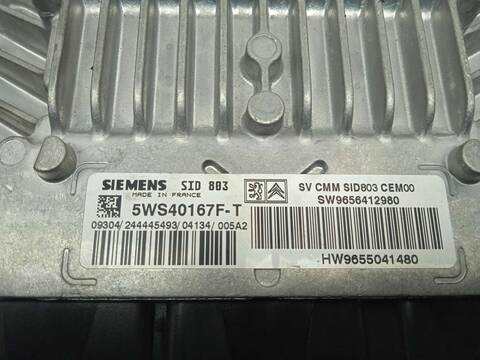 SIEMENS SID 803
MADE IN FRANCE
5WS40167F-T
09304/244445493/04134/005A2
SV CMM SID803 CEM00
SW9656412980
HW9655041480